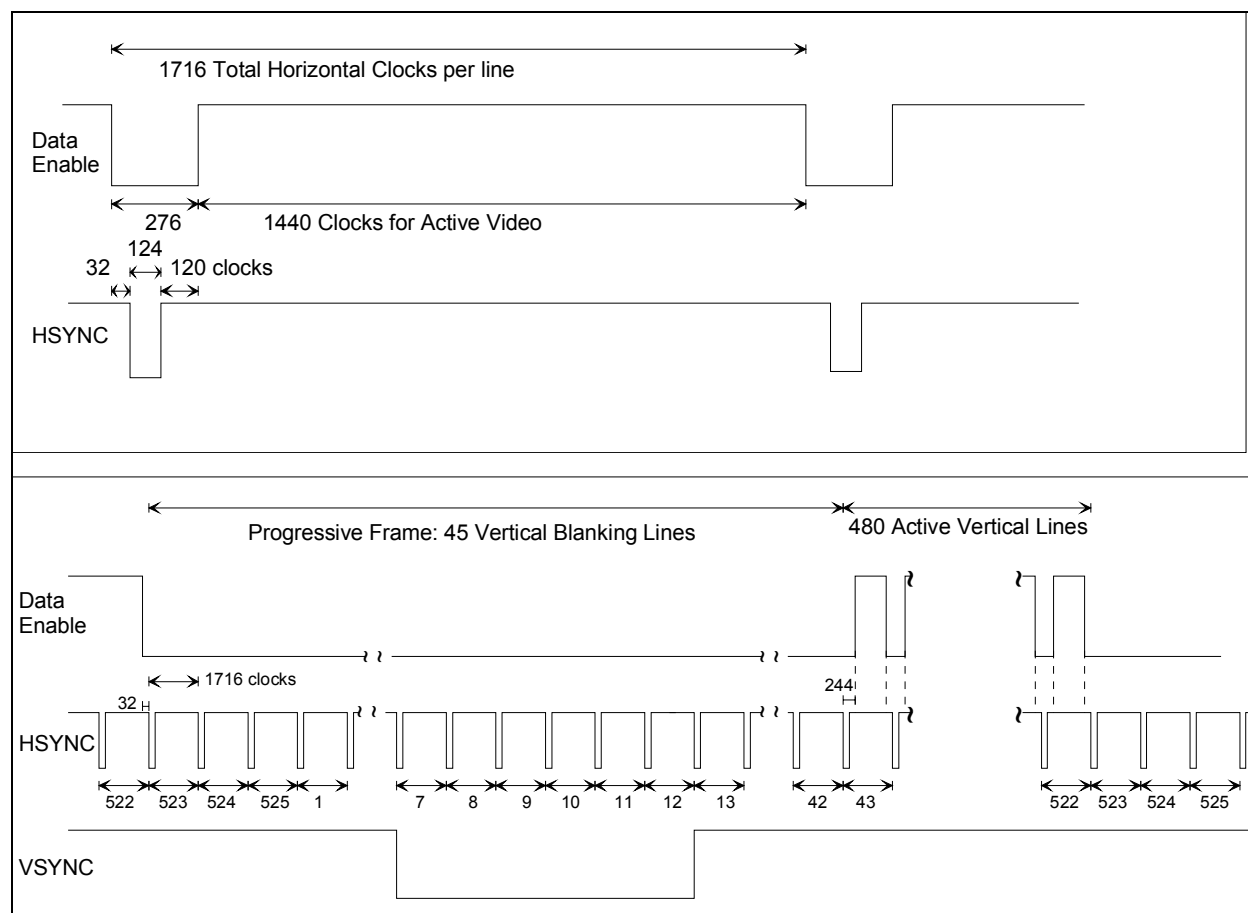 1716 Total Horizontal Clocks per line
Data
Enable
276
1440 Clocks for Active Video
124
32
120 clocks
HSYNC
Progressive Frame: 45 Vertical Blanking Lines
480 Active Vertical Lines
Data
Enable
1716 clocks
32
244
HSYNC
522 523 524 525 1 7 8 9 10 11 12 13 42 43 522 523 524 525
VSYNC